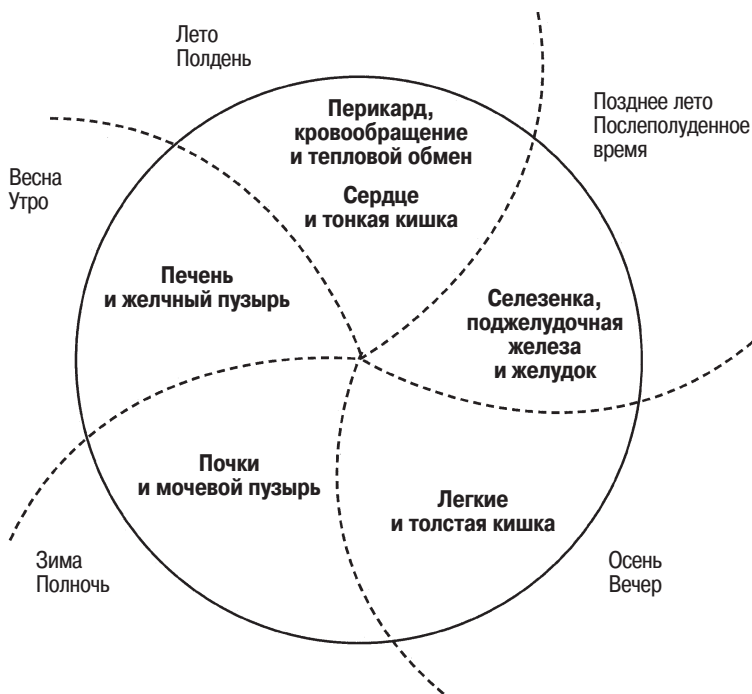 Лето
Полдень
Позднее лето
Послеполуденное
время
Перикард,
кровообращение
и тепловой обмен
Сердце
и тонкая кишка
Весна
Утро
Печень
и желчный пузырь
Селезенка,
поджелудочная
железа
и желудок
Почки
и мочевой пузырь
Легкие
и толстая кишка
Зима
Полночь
Осень
Вечер